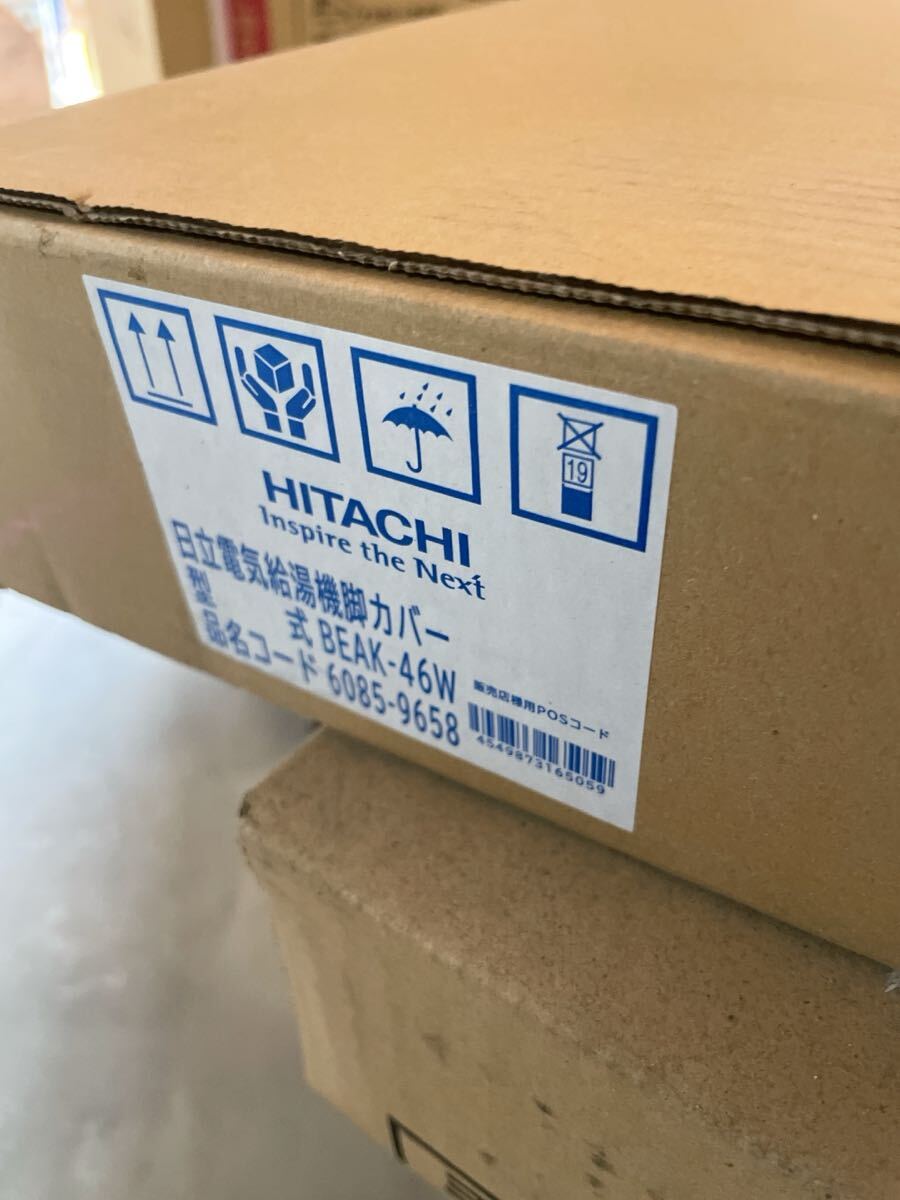 19
HITACHI
Inspire the Next
日立電気給湯機脚カバー
型式 BEAK-46W
品名コード 6085-9658
販売店様用POSコード
4549873165059